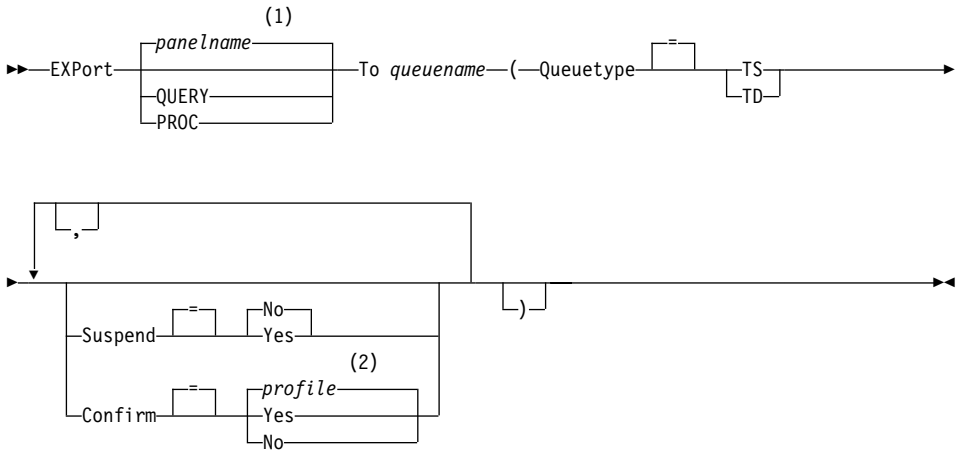 (1)
panelname
EXPort To queuename ( Queuetype = TS
QUERY TD
PROC
,
)
Suspend = No
Yes
(2)
Confirm = profile
Yes
No